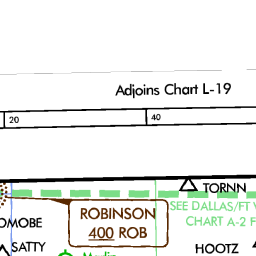 Adjoins Chart L-19
20
40
TORNN
SEE DALLAS/FT
CHART A-2 F
ROBINSON
400 ROB
OMOBE
SATTY
HOOTZ